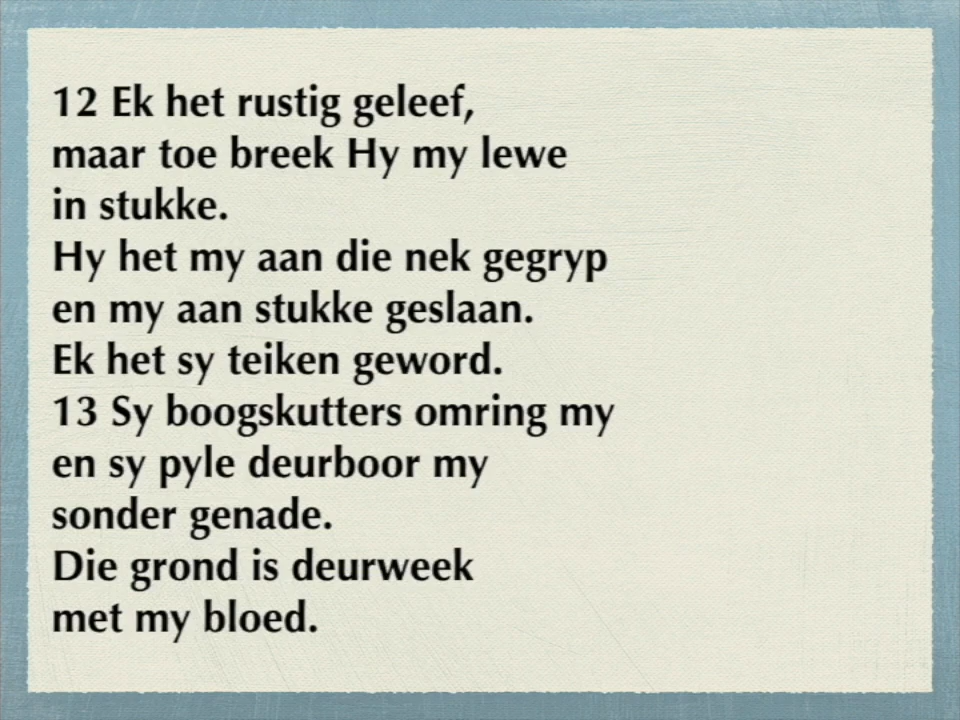 12 Ek het rustig geleef,
maar toe breek Hy my lewe
in stukke.
Hy het my aan die nek gegryp
en my aan stukke geslaan.
Ek het sy teiken geword.
13 Sy boogskutters omring my
en sy pyle deurboor my
sonder genade.
Die grond is deurweek
met my bloed.